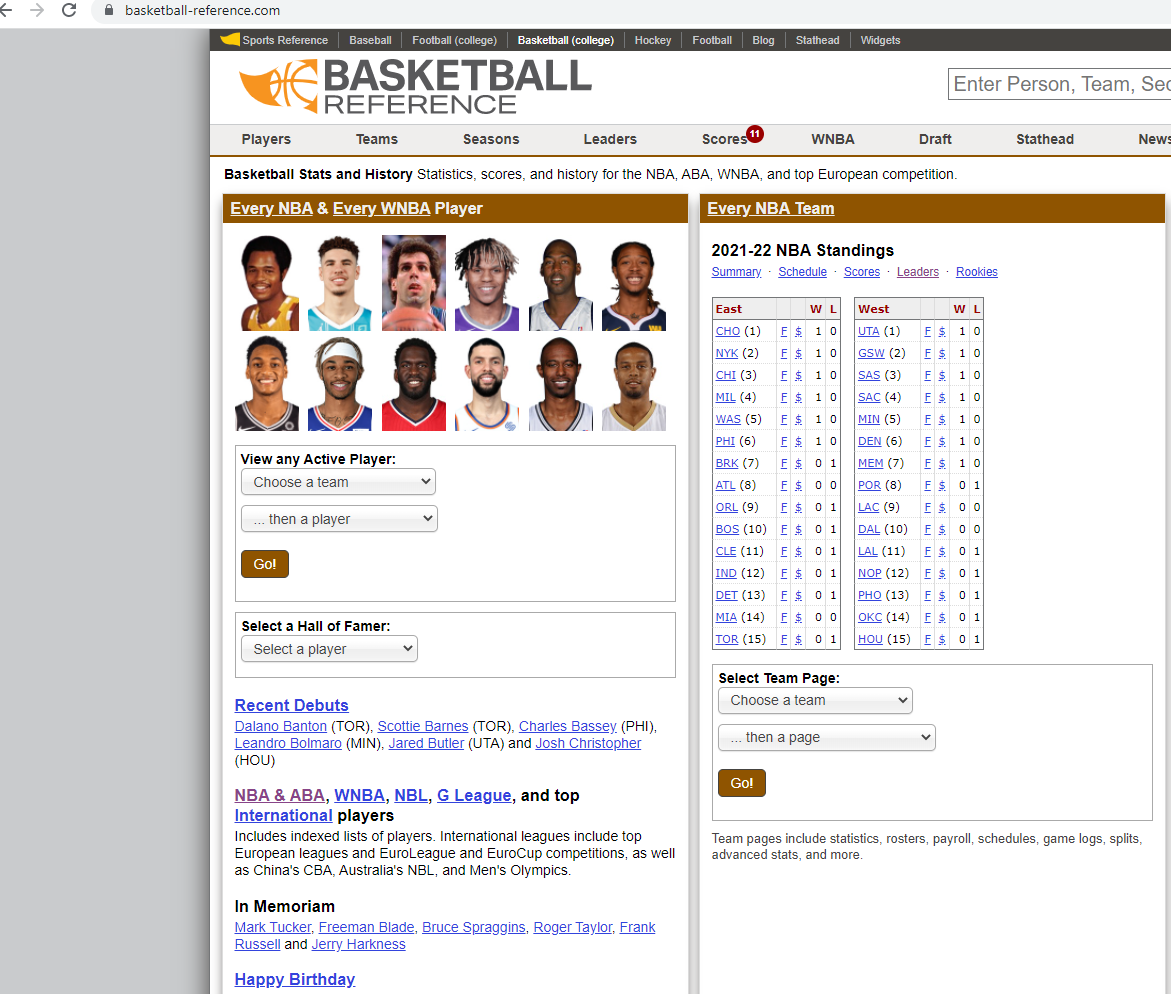 basketball-reference.com
Sports Reference Baseball Football (college) Basketball (college) Hockey Football Blog Stathead Widgets
BASKETBALL
REFERENCE
Enter Person, Team, Sec
Players Teams Seasons Leaders Scores 11 WNBA Draft Stathead News
Basketball Stats and History Statistics, scores, and history for the NBA, ABA, WNBA, and top European competition.
Every NBA & Every WNBA Player
View any Active Player:
Choose a team
... then a player
Go!
Select a Hall of Famer:
Select a player
Recent Debuts
Dalano Banton (TOR), Scottie Barnes (TOR), Charles Bassey (PHI),
Leandro Bolmaro (MIN), Jared Butler (UTA) and Josh Christopher
(HOU)
NBA & ABA, WNBA, NBL, G League, and top
International players
Includes indexed lists of players. International leagues include top
European leagues and EuroLeague and EuroCup competitions, as well
as China's CBA, Australia's NBL, and Men's Olympics.
In Memoriam
Mark Tucker, Freeman Blade, Bruce Spraggins, Roger Taylor, Frank
Russell and Jerry Harkness
Happy Birthday
Every NBA Team
2021-22 NBA Standings
Summary · Schedule · Scores · Leaders · Rookies
East W L
CHO (1) F $ 1 0
NYK (2) F $ 1 0
CHI (3) F $ 1 0
MIL (4) F $ 1 0
WAS (5) F $ 1 0
PHI (6) F $ 1 0
BRK (7) F $ 0 1
ATL (8) F $ 0 0
ORL (9) F $ 0 1
BOS (10) F $ 0 1
CLE (11) F $ 0 1
IND (12) F $ 0 1
DET (13) F $ 0 1
MIA (14) F $ 0 0
TOR (15) F $ 0 1
West W L
UTA (1) F $ 1 0
GSW (2) F $ 1 0
SAS (3) F $ 1 0
SAC (4) F $ 1 0
MIN (5) F $ 1 0
DEN (6) F $ 1 0
MEM (7) F $ 1 0
POR (8) F $ 0 1
LAC (9) F $ 0 0
DAL (10) F $ 0 0
LAL (11) F $ 0 1
NOP (12) F $ 0 1
PHO (13) F $ 0 1
OKC (14) F $ 0 1
HOU (15) F $ 0 1
Select Team Page:
Choose a team
... then a page
Go!
Team pages include statistics, rosters, payroll, schedules, game logs, splits,
advanced stats, and more.